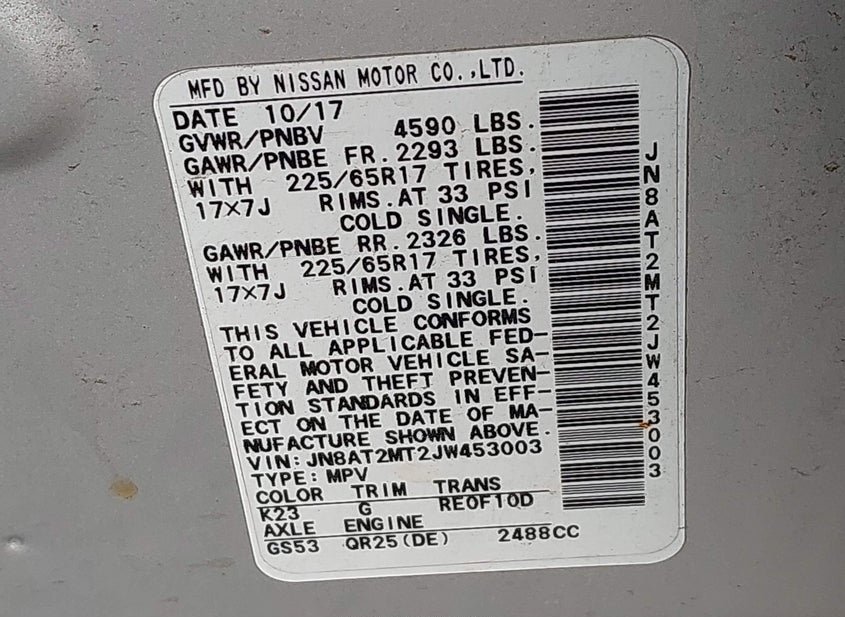 MFD BY NISSAN MOTOR CO.,LTD.
DATE 10/17
GVWR/PNBV 4590 LBS.
GAWR/PNBE FR.2293 LBS.
WITH 225/65R17 TIRES,
17×7J RIMS.AT 33 PSI
COLD SINGLE.
GAWR/PNBE RR.2326 LBS.
WITH 225/65R17 TIRES,
17×7J RIMS.AT 33 PSI
COLD SINGLE.
THIS VEHICLE CONFORMS
TO ALL APPLICABLE FED-
ERAL MOTOR VEHICLE SA-
FETY AND THEFT PREVEN-
TION STANDARDS IN EFF-
ECT ON THE DATE OF MA-
NUFACTURE SHOWN ABOVE.
VIN:JN8AT2MT2JW453003
TYPE:MPV
COLOR TRIM TRANS
K23 G RE0F10D
AXLE ENGINE
GS53 QR25(DE) 2488CC
JN8AT2MT2JW453003